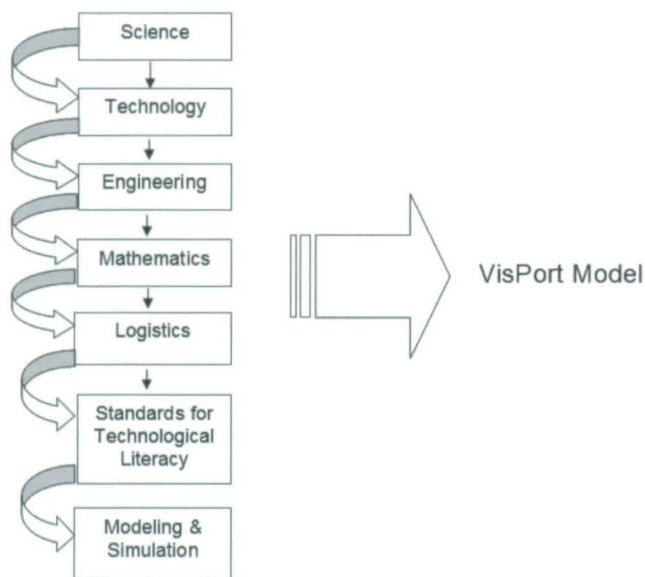 Science
Technology
Engineering
Mathematics
Logistics
Standards for
Technological
Literacy
Modeling &
Simulation
VisPort Model